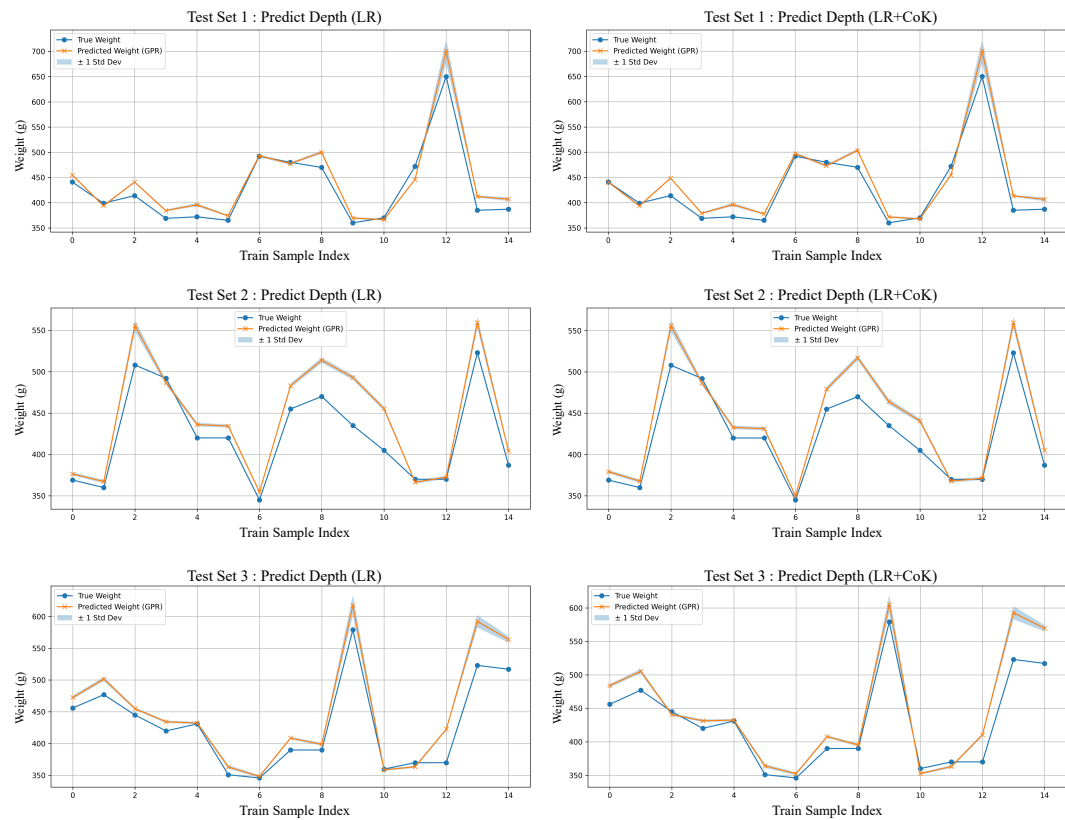 Test Set 1 : Predict Depth (LR)
True Weight
Predicted Weight (GPR)
± 1 Std Dev
Weight (g)
700
650
600
550
500
450
400
350
0 2 4 6 8 10 12 14
Train Sample Index
Test Set 1 : Predict Depth (LR+CoK)
True Weight
Predicted Weight (GPR)
± 1 Std Dev
Weight (g)
700
650
600
550
500
450
400
350
0 2 4 6 8 10 12 14
Train Sample Index
Test Set 2 : Predict Depth (LR)
True Weight
Predicted Weight (GPR)
± 1 Std Dev
Weight (g)
550
500
450
400
350
0 2 4 6 8 10 12 14
Train Sample Index
Test Set 2 : Predict Depth (LR+CoK)
True Weight
Predicted Weight (GPR)
± 1 Std Dev
Weight (g)
550
500
450
400
350
0 2 4 6 8 10 12 14
Train Sample Index
Test Set 3 : Predict Depth (LR)
True Weight
Predicted Weight (GPR)
± 1 Std Dev
Weight (g)
600
550
500
450
400
350
0 2 4 6 8 10 12 14
Train Sample Index
Test Set 3 : Predict Depth (LR+CoK)
True Weight
Predicted Weight (GPR)
± 1 Std Dev
Weight (g)
600
550
500
450
400
350
0 2 4 6 8 10 12 14
Train Sample Index